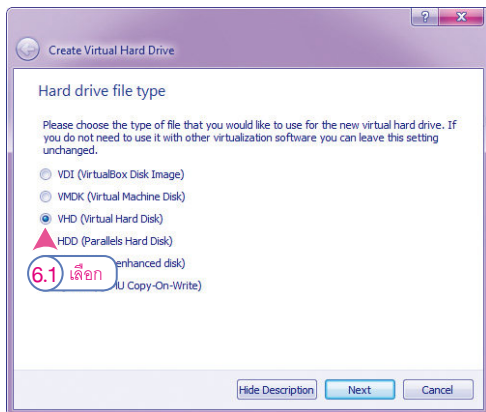 Create Virtual Hard Drive
Hard drive file type
Please choose the type of file that you would like to use for the new virtual hard drive. If
you do not need to use it with other virtualization software you can leave this setting
unchanged.
VDI (VirtualBox Disk Image)
VMDK (Virtual Machine Disk)
VHD (Virtual Hard Disk)
HDD (Parallels Hard Disk)
enhanced disk)
6.1 เลือก
Copy-On-Write)
Hide Description Next Cancel